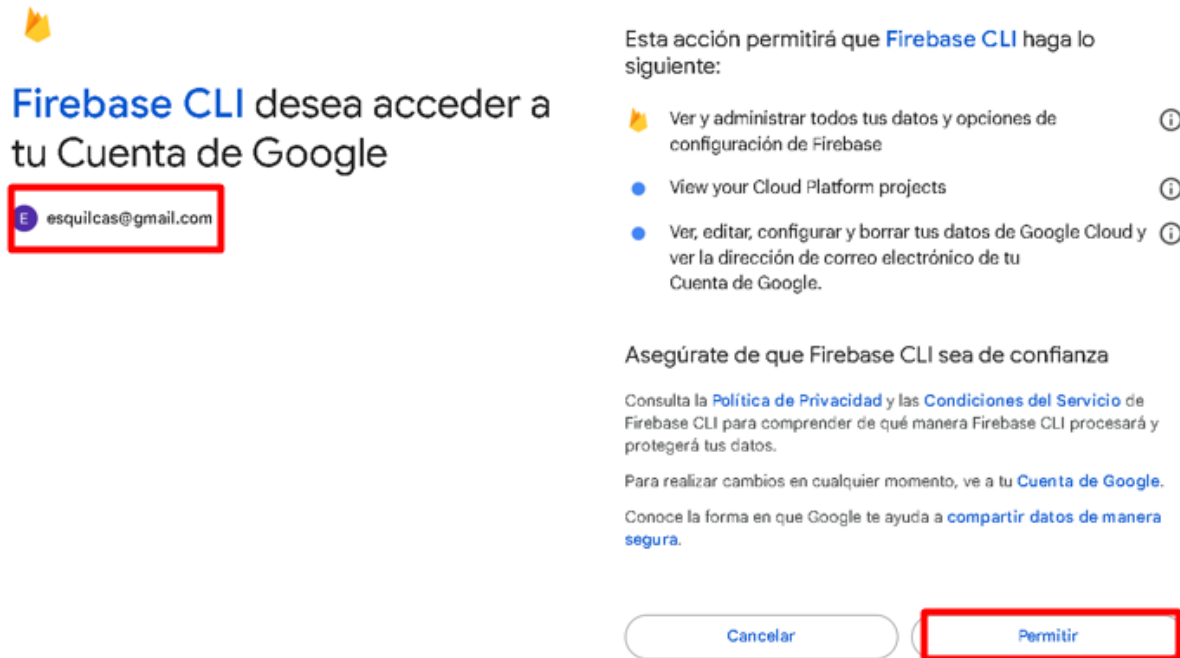 Firebase CLI desea acceder a
tu Cuenta de Google
E esquilcas@gmail.com
Esta acción permitirá que Firebase CLI haga lo
siguiente:
Ver y administrar todos tus datos y opciones de
configuración de Firebase
View your Cloud Platform projects
Ver, editar, configurar y borrar tus datos de Google Cloud y
ver la dirección de correo electrónico de tu
Cuenta de Google.
Asegúrate de que Firebase CLI sea de confianza
Consulta la Política de Privacidad y las Condiciones del Servicio de
Firebase CLI para comprender de qué manera Firebase CLI procesará y
protegerá tus datos.
Para realizar cambios en cualquier momento, ve a tu Cuenta de Google.
Conoce la forma en que Google te ayuda a compartir datos de manera
segura.
Cancelar
Permitir